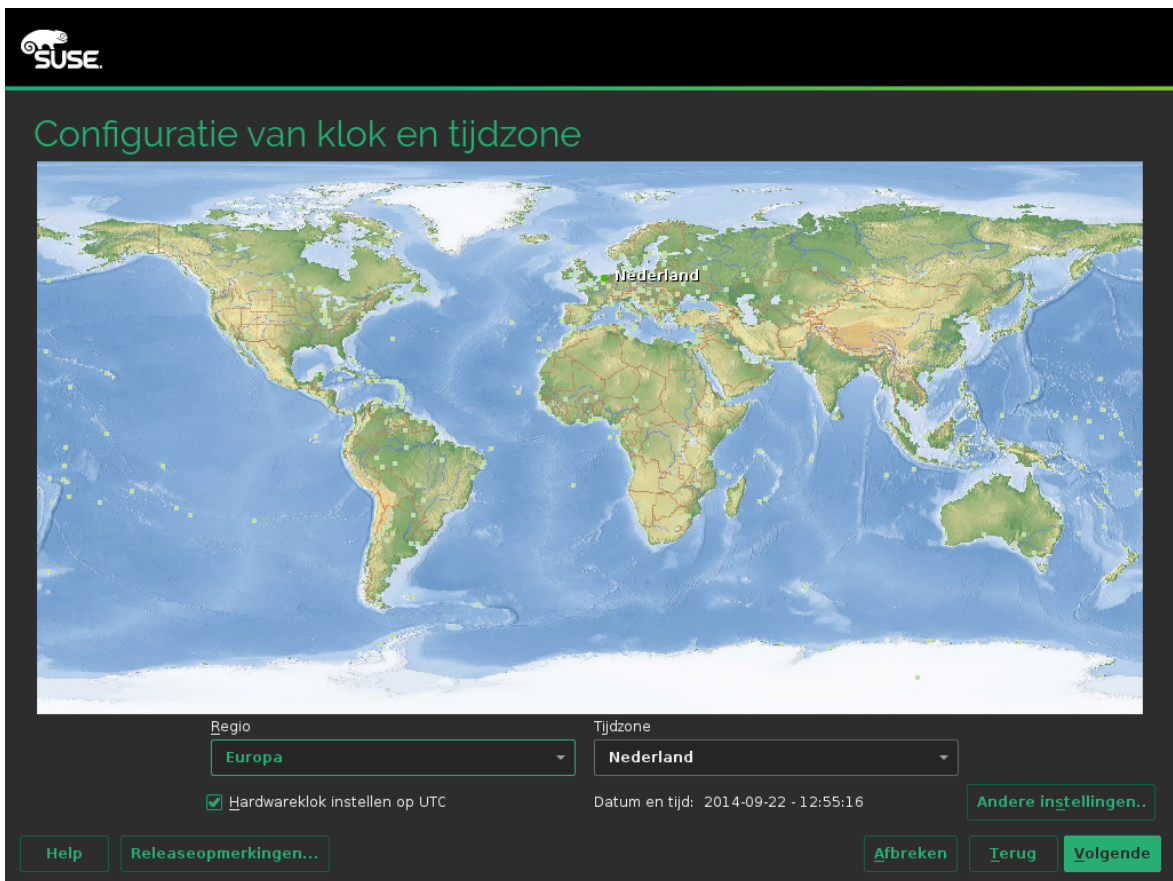 SUSE.
Configuratie van klok en tijdzone
Nederland
Regio
Tijdzone
Europa
Nederland
Hardwareklok instellen op UTC
Datum en tijd: 2014-09-22 - 12:55:16
Andere instellingen..
Help
Releaseopmerkingen...
Afbreken
Terug
Volgende